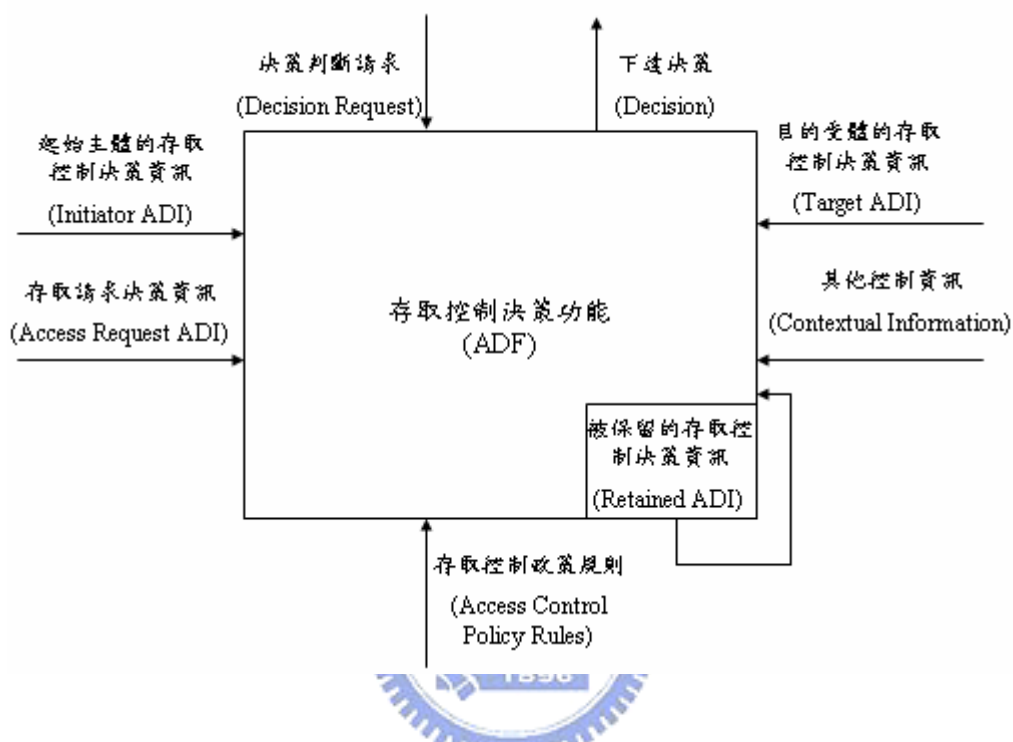 決策判斷請求
(Decision Request)
下達決策
(Decision)
起始主體的存取
控制決策資訊
(Initiator ADI)
目的受體的存取
控制決策資訊
(Target ADI)
存取請求決策資訊
(Access Request ADI)
其他控制資訊
(Contextual Information)
存取控制決策功能
(ADF)
被保留的存取控
制決策資訊
(Retained ADI)
存取控制政策規則
(Access Control
Policy Rules)
1896